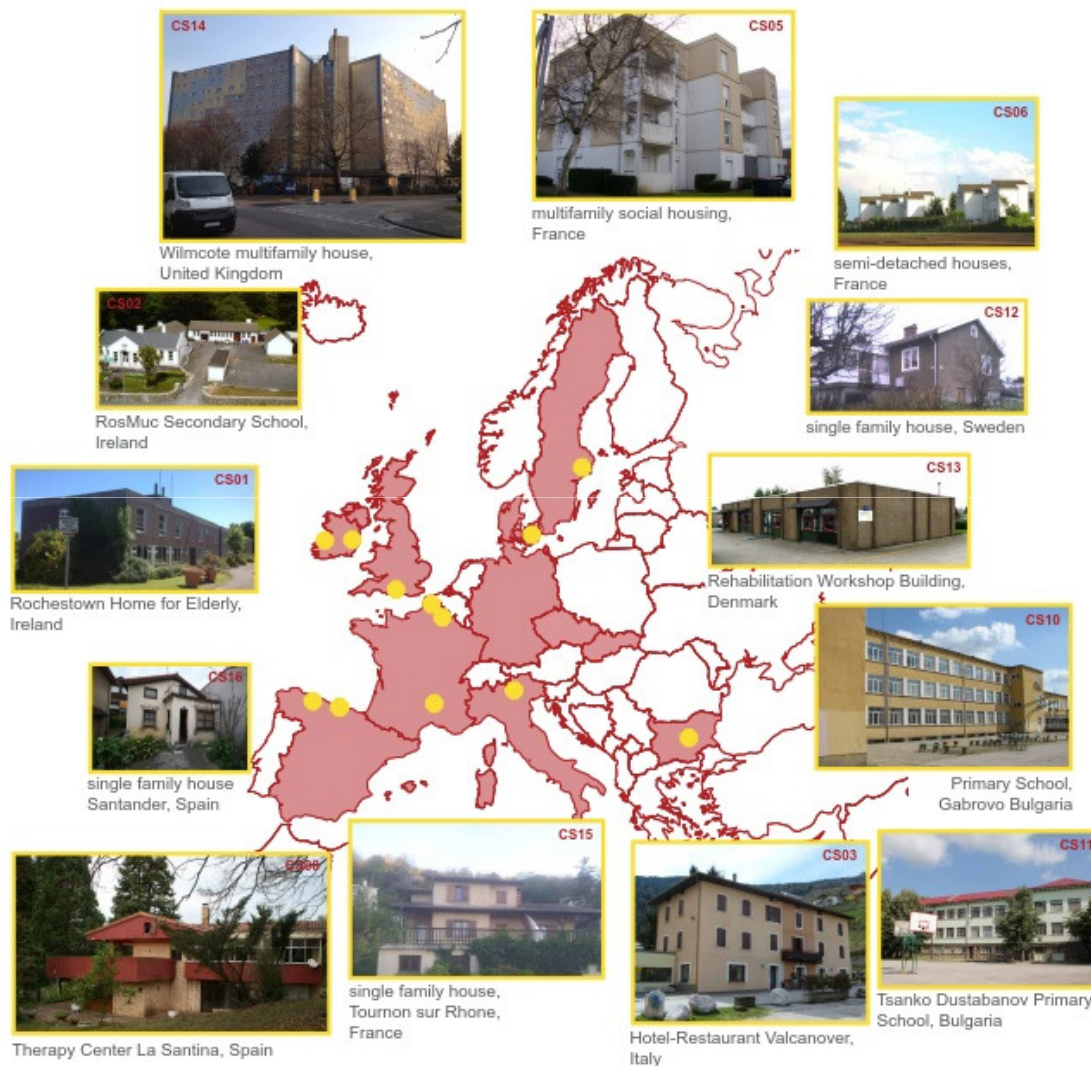 CS14
Wilmcote multifamily house,
United Kingdom
CS05
multifamily social housing,
France
CS06
semi-detached houses,
France
CS02
RosMuc Secondary School,
Ireland
CS12
single family house, Sweden
CS01
Rochestown Home for Elderly,
Ireland
CS13
Rehabilitation Workshop Building,
Denmark
CS10
Primary School,
Gabrovo Bulgaria
CS16
single family house
Santander, Spain
Therapy Center La Santina, Spain
CS15
single family house,
Tournon sur Rhone,
France
CS03
Hotel-Restaurant Valcanover,
Italy
CS11
Tsanko Dustabanov Primary
School, Bulgaria